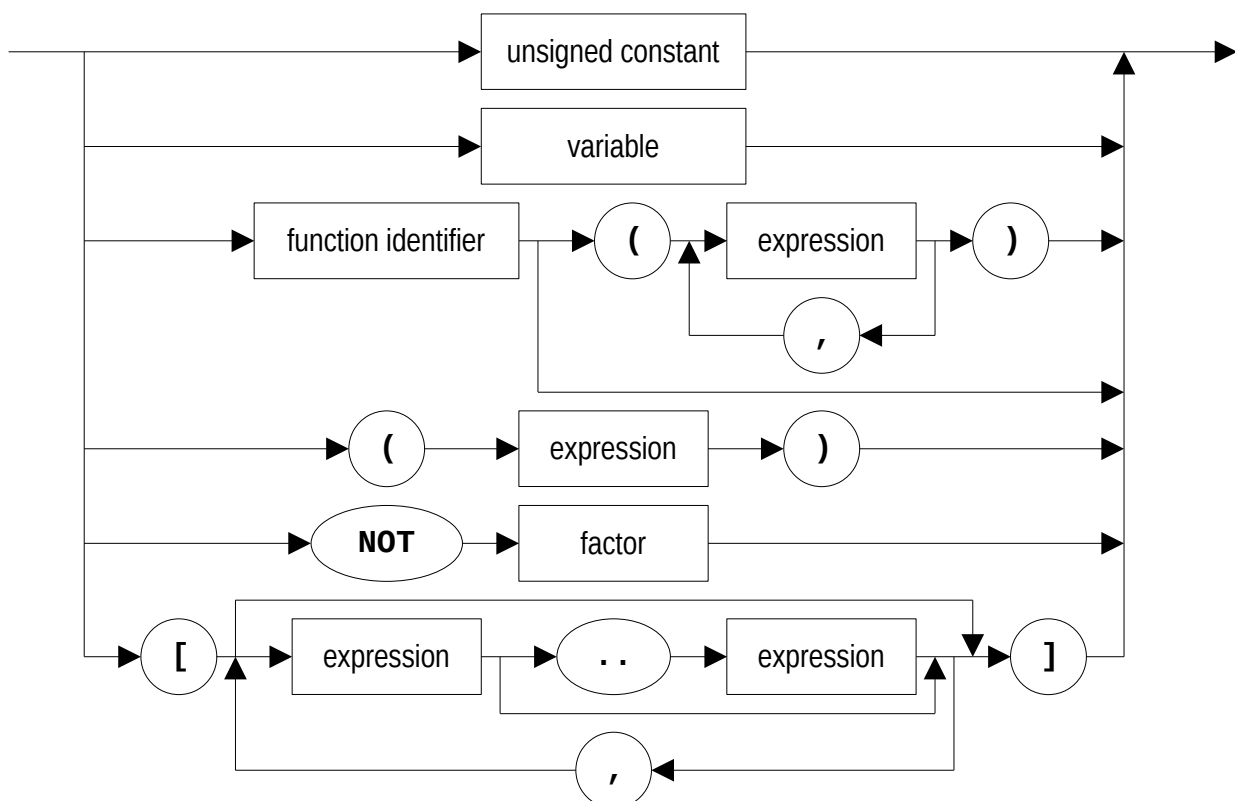 unsigned constant
variable
function identifier ( expression )
,
( expression )
NOT factor
[ expression .. expression ]
,